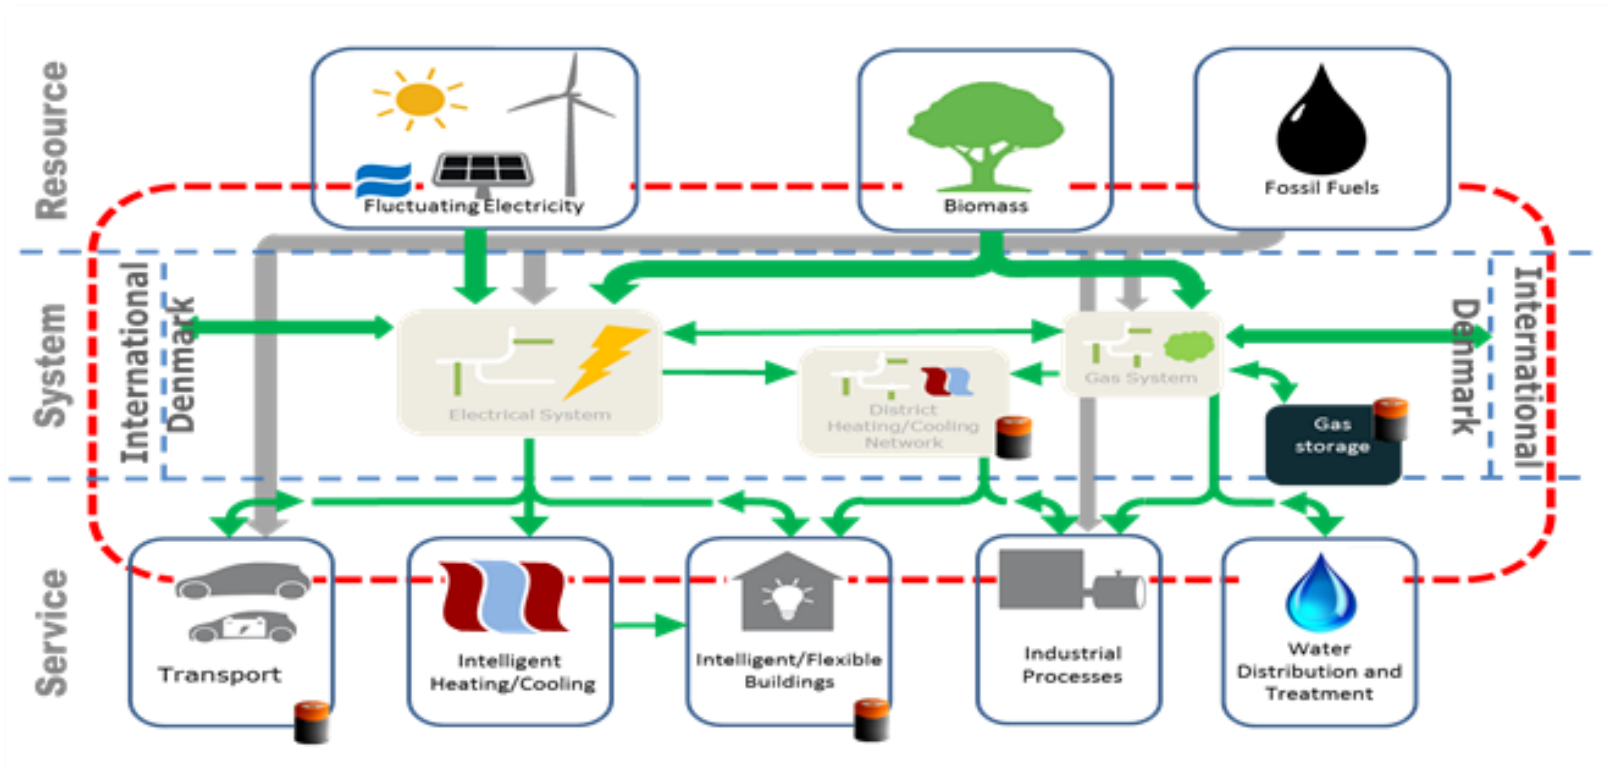 Resource
Fluctuating Electricity
Biomass
Fossil Fuels
System
International
Denmark
Electrical System
District
Heating/Cooling
Network
Gas System
Gas
storage
Denmark
International
Service
Transport
Intelligent
Heating/Cooling
Intelligent/Flexible
Buildings
Industrial
Processes
Water
Distribution and
Treatment